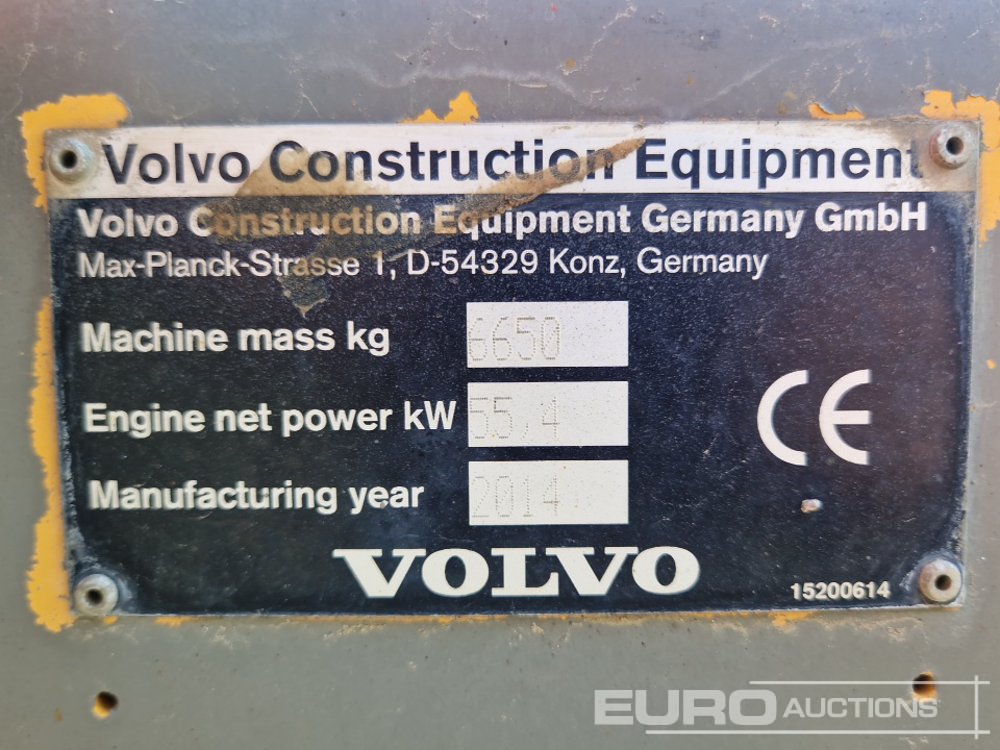 Volvo Construction Equipment
Volvo Construction Equipment Germany GmbH
Max-Planck-Strasse 1, D-54329 Konz, Germany
Machine mass kg 6650
Engine net power kW 55,4
Manufacturing year 2014
CE
VOLVO
15200614
EURO AUCTIONS